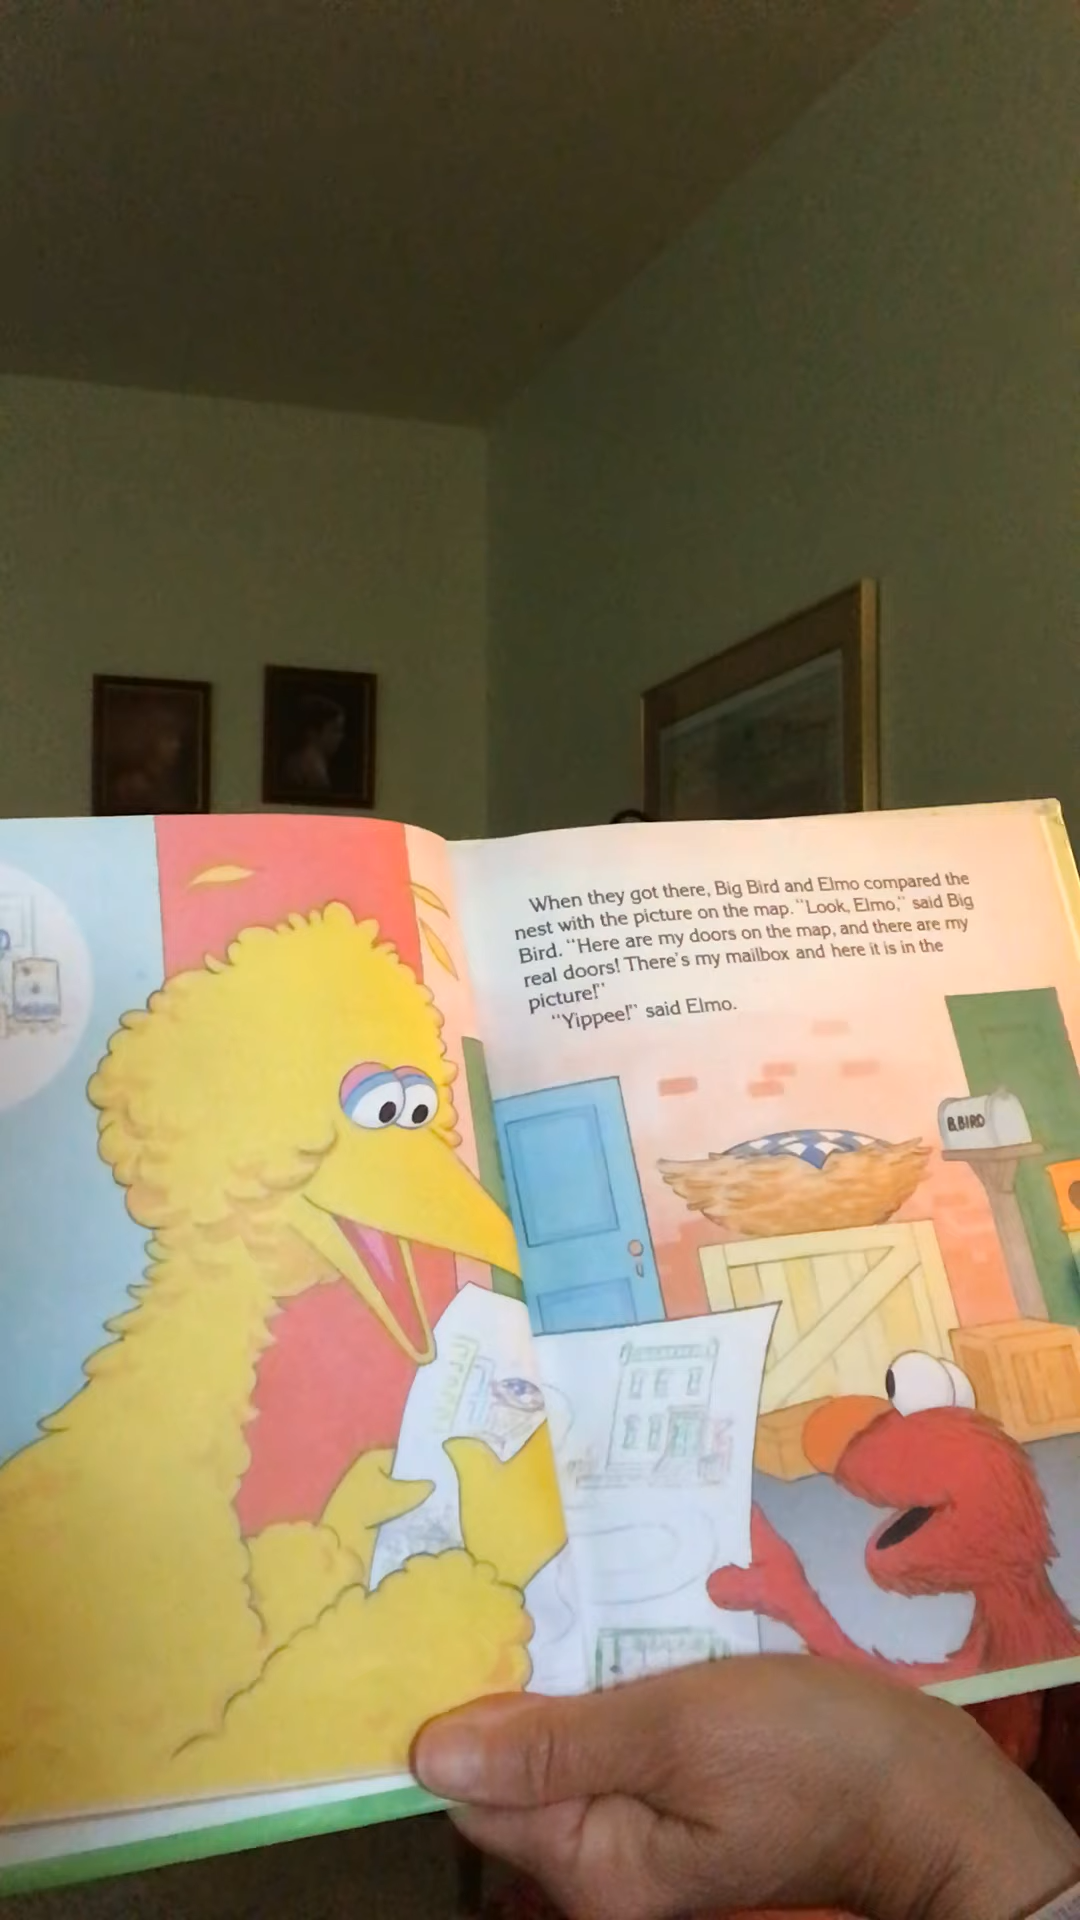 When they got there, Big Bird and Elmo compared the
nest with the picture on the map. "Look, Elmo," said Big
Bird. "Here are my doors on the map, and there are my
real doors! There's my mailbox and here it is in the
picture!"
"Yippee!" said Elmo.
B.BIRD